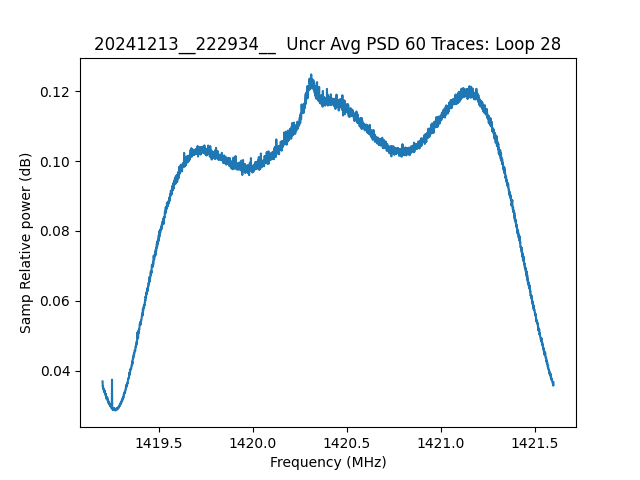 20241213__222934__  Uncr Avg PSD 60 Traces: Loop 28
Samp Relative power (dB)
0.12
0.10
0.08
0.06
0.04
1419.5 1420.0 1420.5 1421.0 1421.5
Frequency (MHz)